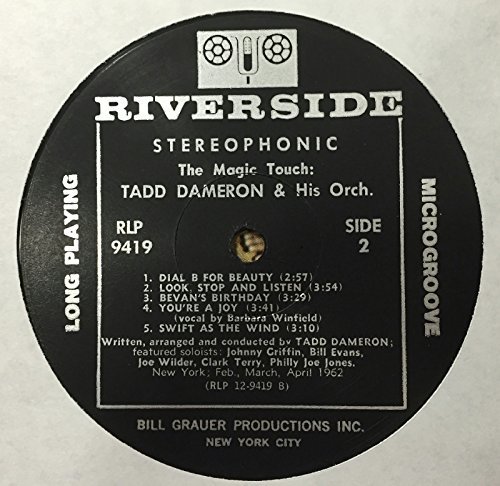 RIVERSIDE
STEREOPHONIC
The Magic Touch:
TADD DAMERON & His Orch.
RLP
9419
SIDE
2
LONG PLAYING
MICROGROOVE
1. DIAL B FOR BEAUTY (2:57)
2. LOOK, STOP AND LISTEN (3:54)
3. BEVAN'S BIRTHDAY (3:29)
4. YOU'RE A JOY (3:41)
(vocal by Barbara Winfield)
5. SWIFT AS THE WIND (3:10)
Written, arranged and conducted by TADD DAMERON;
featured soloists: Johnny Griffin, Bill Evans,
Joe Wilder, Clark Terry, Philly Joe Jones.
New York; Feb., March, April 1962
(RLP 12-9419 B)
BILL GRAUER PRODUCTIONS INC.
NEW YORK CITY